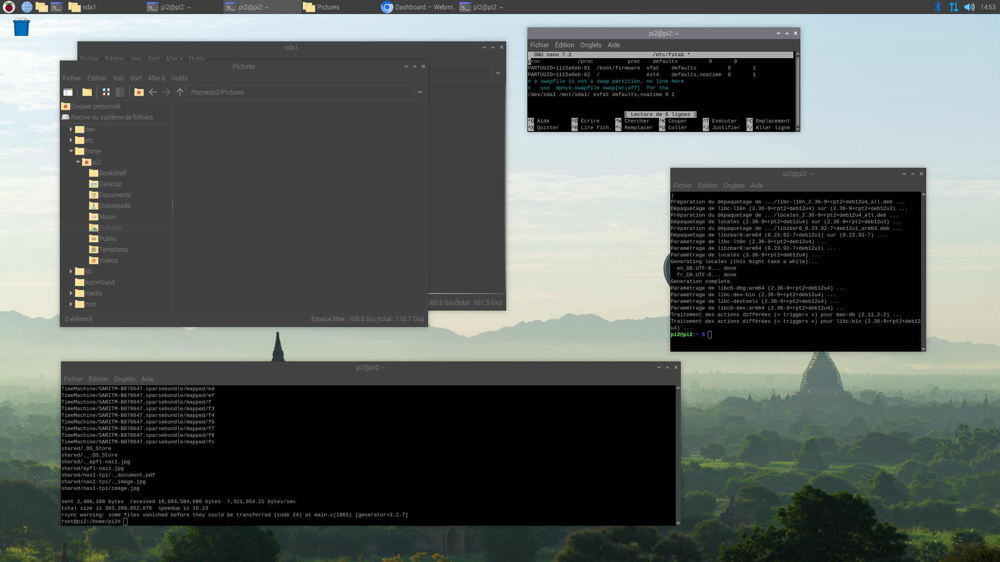 sda1
pi2@pi2: ~
pi2@pi2: ~
Pictures
Dashboard — Webmi..
pi2@pi2: ~
14:53
sda1
Fichier Édition Voir Sort Aller à Outils
683.2 Gio (total : 931.5 Gio)
Pictures
Fichier Édition Voir Sort Aller à Outils
/home/pi2/Pictures
Dossier personnel
Racine du système de fichiers
dev
etc
home
pi2
Bookshelf
Desktop
Documents
Downloads
Music
Pictures
Public
Templates
Videos
lib
lost+found
media
mnt
0 élément
Espace libre : 105.8 Gio (total : 116.7 Gio)
pi2@pi2: ~
Fichier Édition Onglets Aide
GNU nano 7.2 /etc/fstab *
proc /proc proc defaults 0 0
PARTUUID=1115a6eb-01 /boot/firmware vfat defaults 0 2
PARTUUID=1115a6eb-02 / ext4 defaults,noatime 0 1
# a swapfile is not a swap partition, no line here
# use dphys-swapfile swap[on|off] for tha
/dev/sda1 /mnt/sda1/ exfat defaults,noatime 0 1
[ Lecture de 6 lignes ]
^G Aide ^O Écrire ^W Chercher ^K Couper ^T Exécuter ^C Emplacement
^X Quitter ^R Lire fich. ^\ Remplacer ^U Coller ^J Justifier ^/ Aller ligne
pi2@pi2: ~
Fichier Édition Onglets Aide
)
Préparation du dépaquetage de .../libc-l10n_2.36-9+rpt2+deb12u4_all.deb ...
Dépaquetage de libc-l10n (2.36-9+rpt2+deb12u4) sur (2.36-9+rpt2+deb12u3) ...
Préparation du dépaquetage de .../locales_2.36-9+rpt2+deb12u4_all.deb ...
Dépaquetage de locales (2.36-9+rpt2+deb12u4) sur (2.36-9+rpt2+deb12u3) ...
Préparation du dépaquetage de .../libzbar0_0.23.92-7+deb12u1_arm64.deb ...
Dépaquetage de libzbar0:arm64 (0.23.92-7+deb12u1) sur (0.23.92-7) ...
Paramétrage de libc-l10n (2.36-9+rpt2+deb12u4) ...
Paramétrage de libzbar0:arm64 (0.23.92-7+deb12u1) ...
Paramétrage de locales (2.36-9+rpt2+deb12u4) ...
Generating locales (this might take a while)...
en_GB.UTF-8... done
fr_CH.UTF-8... done
Generation complete.
Paramétrage de libc6-dbg:arm64 (2.36-9+rpt2+deb12u4) ...
Paramétrage de libc-dev-bin (2.36-9+rpt2+deb12u4) ...
Paramétrage de libc-devtools (2.36-9+rpt2+deb12u4) ...
Paramétrage de libc6-dev:arm64 (2.36-9+rpt2+deb12u4) ...
Traitement des actions différées (« triggers ») pour man-db (2.11.2-2) ...
Traitement des actions différées (« triggers ») pour libc-bin (2.36-9+rpt2+deb12
u4) ...
pi2@pi2:~ $
pi2@pi2: ~
Fichier Édition Onglets Aide
TimeMachine/SARITM-B078647.sparsebundle/mapped/ed
TimeMachine/SARITM-B078647.sparsebundle/mapped/ef
TimeMachine/SARITM-B078647.sparsebundle/mapped/f
TimeMachine/SARITM-B078647.sparsebundle/mapped/f3
TimeMachine/SARITM-B078647.sparsebundle/mapped/f4
TimeMachine/SARITM-B078647.sparsebundle/mapped/f5
TimeMachine/SARITM-B078647.sparsebundle/mapped/f7
TimeMachine/SARITM-B078647.sparsebundle/mapped/f8
TimeMachine/SARITM-B078647.sparsebundle/mapped/fc
shared/.DS_Store
shared/._.DS_Store
shared/._epfl-nas1.jpg
shared/epfl-nas1.jpg
shared/nas1-tpi/._document.pdf
shared/nas1-tpi/._image.jpg
shared/nas1-tpi/image.jpg
sent 2,486,188 bytes received 18,684,504,680 bytes 7,321,054.21 bytes/sec
total size is 303,209,852,676 speedup is 16.23
rsync warning: some files vanished before they could be transferred (code 24) at main.c(1865) [generator=3.2.7]
root@pi2:/home/pi2#